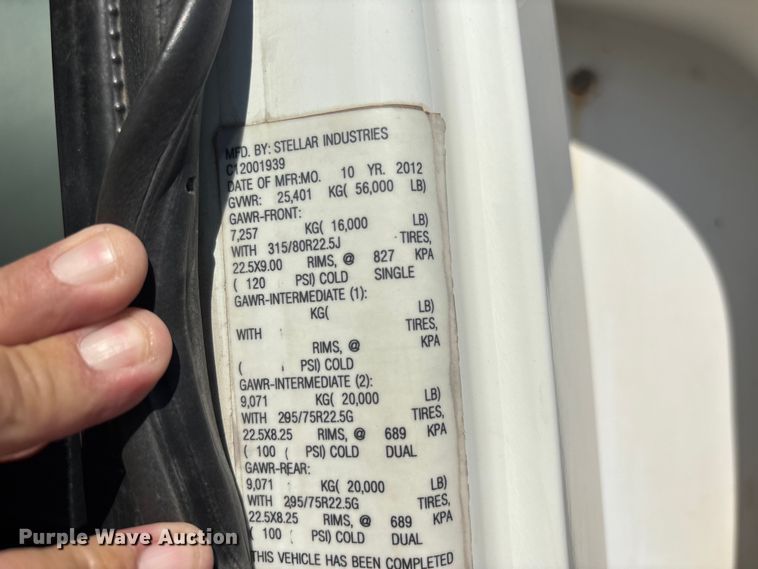 MFD. BY: STELLAR INDUSTRIES
C12001939
DATE OF MFR:MO. 10 YR. 2012
GVWR: 25,401 KG( 56,000 LB)
GAWR-FRONT:
7,257 KG( 16,000 LB)
WITH 315/80R22.5J TIRES,
22.5X9.00 RIMS, @ 827 KPA
( 120 PSI) COLD SINGLE
GAWR-INTERMEDIATE (1):
KG( LB)
WITH TIRES,
RIMS, @ KPA
( PSI) COLD
GAWR-INTERMEDIATE (2):
9,071 KG( 20,000 LB)
WITH 295/75R22.5G TIRES,
22.5X8.25 RIMS, @ 689 KPA
( 100 ( PSI) COLD DUAL
GAWR-REAR:
9,071 KG( 20,000 LB)
WITH 295/75R22.5G TIRES,
22.5X8.25 RIMS, @ 689 KPA
( 100 ( PSI) COLD DUAL
THIS VEHICLE HAS BEEN COMPLETED
Purple Wave Auction